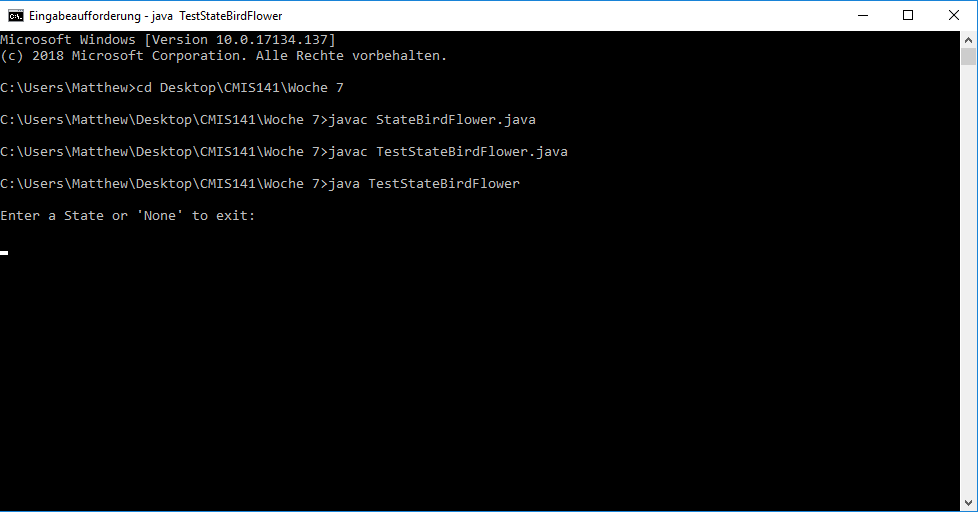 Eingabeaufforderung - java  TestStateBirdFlower
Microsoft Windows [Version 10.0.17134.137]
(c) 2018 Microsoft Corporation. Alle Rechte vorbehalten.
C:\Users\Matthew>cd Desktop\CMIS141\Woche 7
C:\Users\Matthew\Desktop\CMIS141\Woche 7>javac StateBirdFlower.java
C:\Users\Matthew\Desktop\CMIS141\Woche 7>javac TestStateBirdFlower.java
C:\Users\Matthew\Desktop\CMIS141\Woche 7>java TestStateBirdFlower
Enter a State or 'None' to exit: